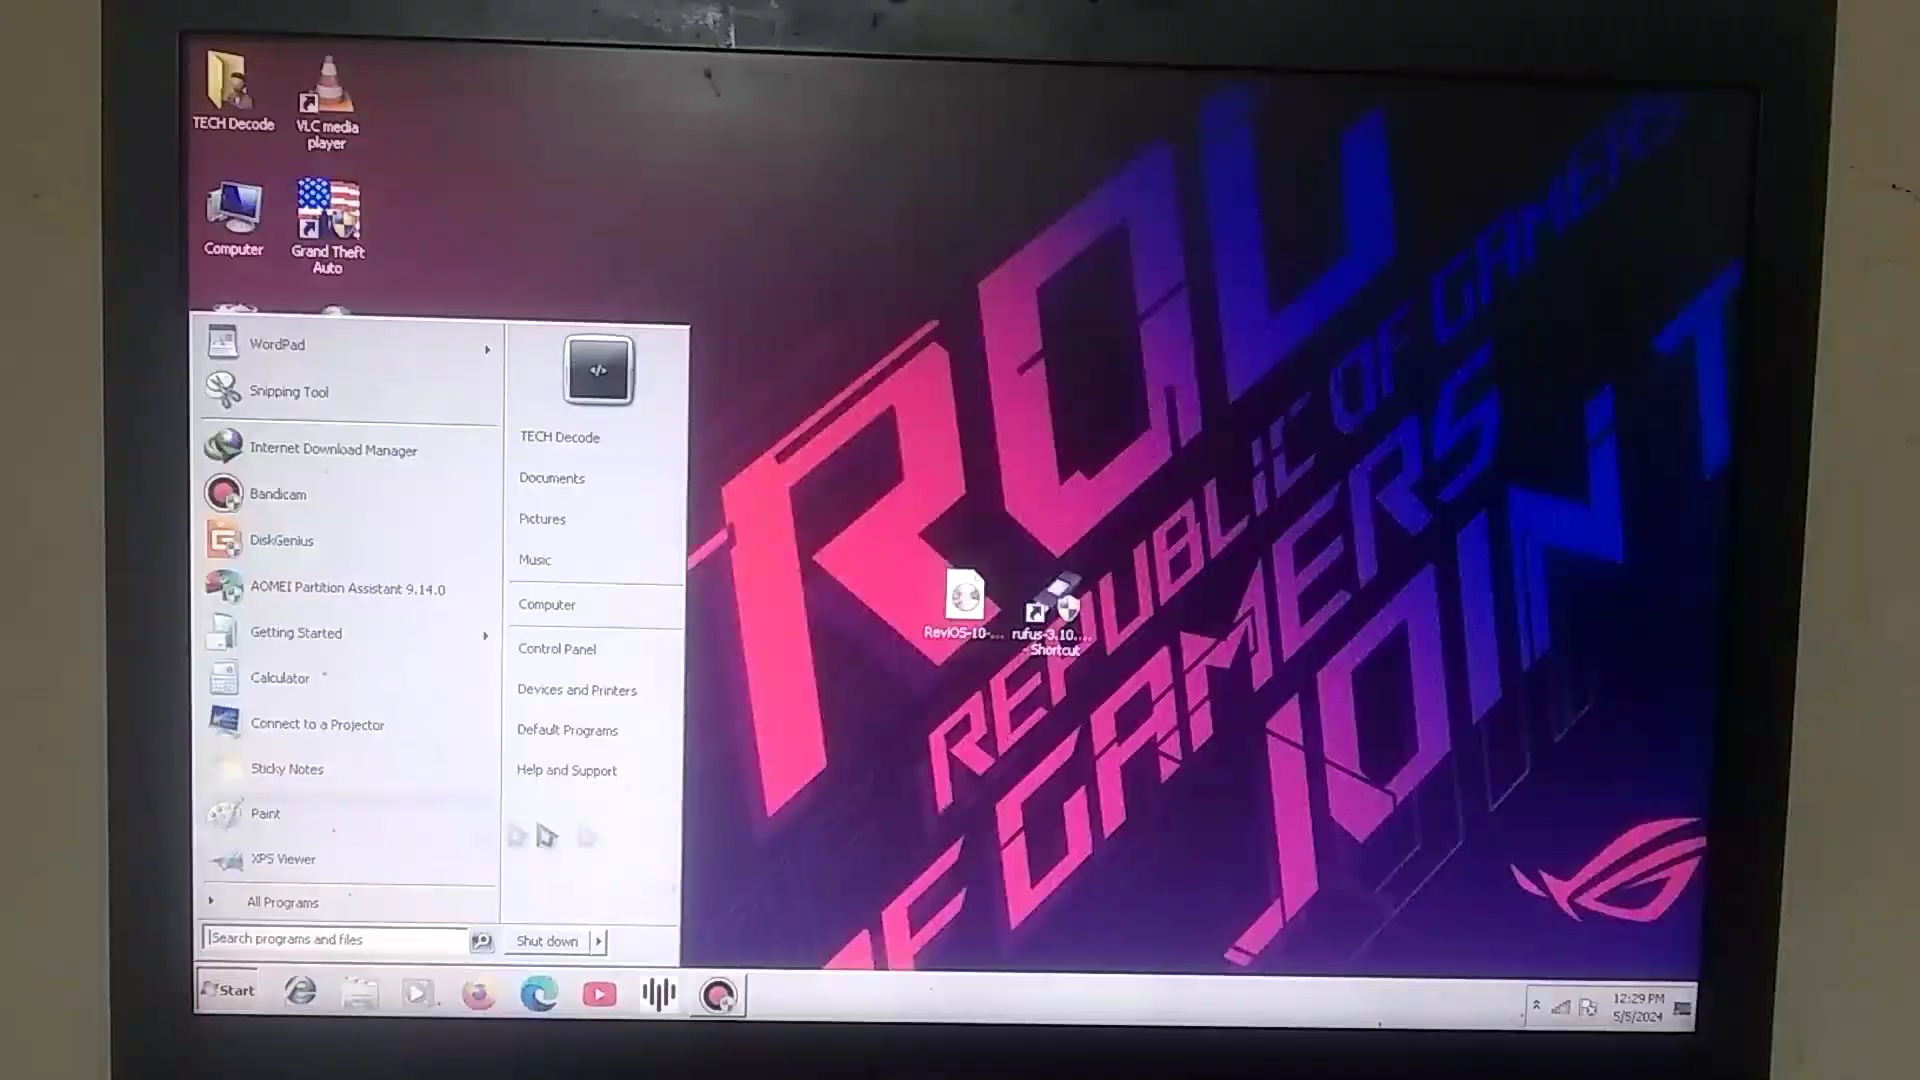 TECH Decode
VLC media
player
Computer
Grand Theft
Auto
WordPad
Snipping Tool
Internet Download Manager
Bandicam
DiskGenius
AOMEI Partition Assistant 9.14.0
Getting Started
Calculator
Connect to a Projector
Sticky Notes
Paint
XPS Viewer
All Programs
Search programs and files
</>
TECH Decode
Documents
Pictures
Music
Computer
Control Panel
Devices and Printers
Default Programs
Help and Support
Shut down
RevIOS-10-...
rufus-3.10....
- Shortcut
REPUBLIC OF GAMERS
OF GAMERS
JOIN T
Start
12:29 PM
5/5/2024